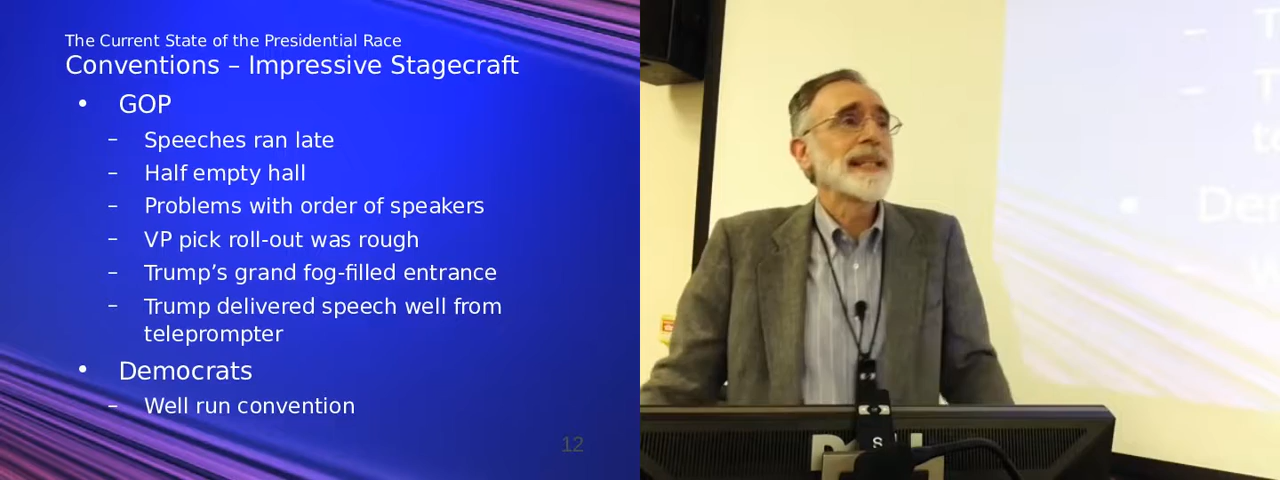 The Current State of the Presidential Race
Conventions – Impressive Stagecraft
• GOP
– Speeches ran late
– Half empty hall
– Problems with order of speakers
– VP pick roll-out was rough
– Trump’s grand fog-filled entrance
– Trump delivered speech well from
teleprompter
• Democrats
– Well run convention
12